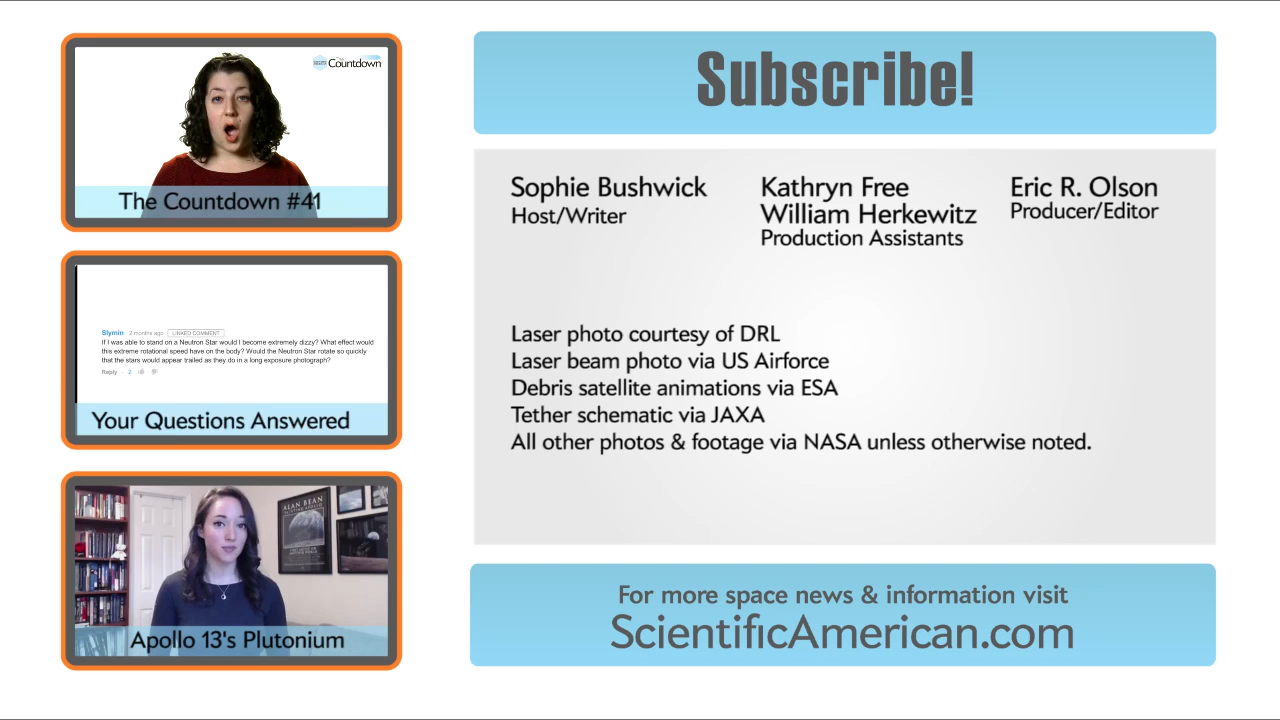 Countdown
The Countdown #41
Slymin 2 months ago LINKED COMMENT
If I was able to stand on a Neutron Star would I become extremely dizzy? What effect would
this extreme rotational speed have on the body? Would the Neutron Star rotate so quickly
that the stars would appear trailed as they do in a long exposure photograph?
Reply · 2
Your Questions Answered
ALAN BEAN
Apollo 13's Plutonium
Subscribe!
Sophie Bushwick
Host/Writer
Kathryn Free
William Herkewitz
Production Assistants
Eric R. Olson
Producer/Editor
Laser photo courtesy of DRL
Laser beam photo via US Airforce
Debris satellite animations via ESA
Tether schematic via JAXA
All other photos & footage via NASA unless otherwise noted.
For more space news & information visit
ScientificAmerican.com